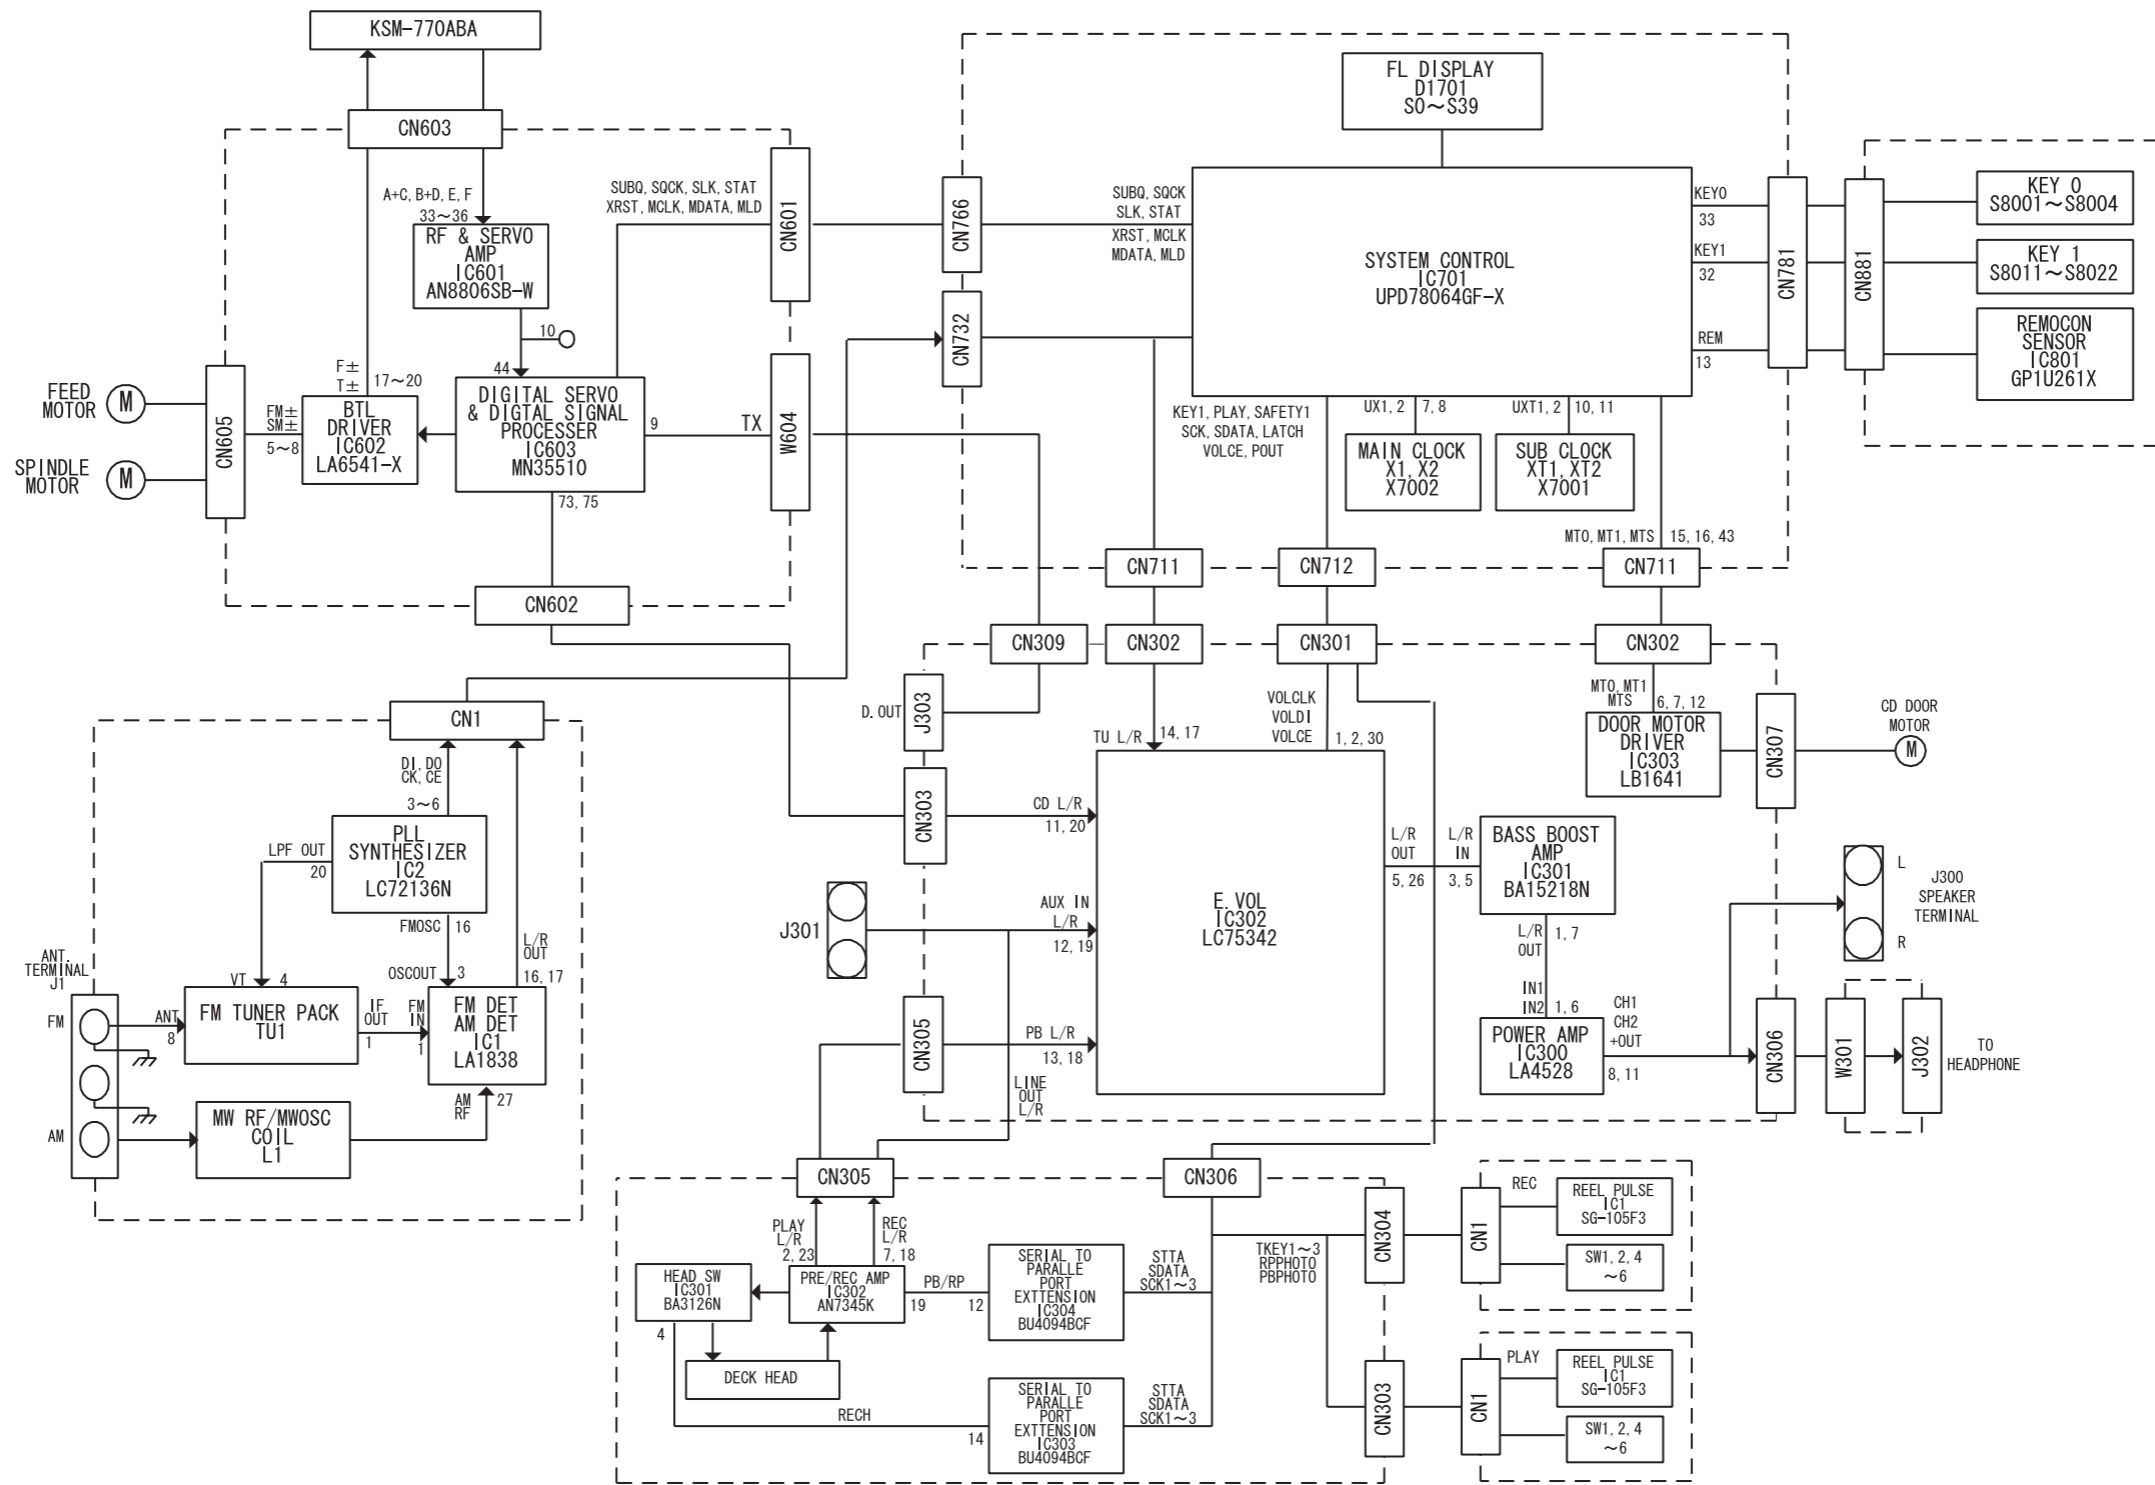 KSM-770ABA
CN603
A+C, B+D, E, F
33～36
RF & SERVO
AMP
IC601
AN8806SB-W
10
44
SUBQ, SQCK, SLK, STAT
XRST, MCLK, MDATA, MLD
CN601
F±
T±
17～20
FEED
MOTOR
M
SPINDLE
MOTOR
M
CN605
FM±
SM±
5～8
BTL
DRIVER
IC602
LA6541-X
DIGITAL SERVO
& DIGTAL SIGNAL
PROCESSER
IC603
MN35510
9
TX
W604
73, 75
CN602
FL DISPLAY
D1701
S0～S39
CN766
CN732
SUBQ, SQCK
SLK, STAT
XRST, MCLK
MDATA, MLD
SYSTEM CONTROL
IC701
UPD78064GF-X
KEY0
33
KEY1
32
REM
13
CN781
CN881
KEY 0
S8001～S8004
KEY 1
S8011～S8022
REMOCON
SENSOR
IC801
GP1U261X
KEY1, PLAY, SAFETY1
SCK, SDATA, LATCH
VOLCE, POUT
UX1, 2
7, 8
MAIN CLOCK
X1, X2
X7002
UXT1, 2
10, 11
SUB CLOCK
XT1, XT2
X7001
MT0, MT1, MTS
15, 16, 43
CN711
CN712
CN711
CN309
CN302
CN301
CN302
D. OUT
J303
TU L/R
14, 17
VOLCLK
VOLDI
VOLCE
1, 2, 30
MT0, MT1
MTS
6, 7, 12
DOOR MOTOR
DRIVER
IC303
LB1641
CN307
CD DOOR
MOTOR
M
CN303
CD L/R
11, 20
J301
AUX IN
L/R
12, 19
E. VOL
IC302
LC75342
L/R
OUT
5, 26
L/R
IN
3, 5
BASS BOOST
AMP
IC301
BA15218N
L/R
OUT
1, 7
IN1
IN2
1, 6
POWER AMP
IC300
LA4528
CH1
CH2
+OUT
8, 11
L
R
J300
SPEAKER
TERMINAL
CN306
W301
J302
TO
HEADPHONE
CN305
PB L/R
13, 18
LINE
OUT
L/R
CN1
DI, DO
CK, CE
3～6
PLL
SYNTHESIZER
IC2
LC72136N
LPF OUT
20
FMOSC
16
L/R
OUT
16, 17
OSCOUT
3
ANT.
TERMINAL
J1
FM
AM
ANT
8
VT
4
FM TUNER PACK
TU1
IF
OUT
1
FM
IN
1
FM DET
AM DET
IC1
LA1838
MW RF/MWOSC
COIL
L1
AM
RF
27
CN305
CN306
PLAY
L/R
2, 23
REC
L/R
7, 18
HEAD SW
IC301
BA3126N
4
PRE/REC AMP
IC302
AN7345K
PB/RP
19
12
SERIAL TO
PARALLE
PORT
EXTTENSION
IC304
BU4094BCF
STTA
SDATA
SCK1～3
DECK HEAD
RECH
14
SERIAL TO
PARALLE
PORT
EXTTENSION
IC303
BU4094BCF
STTA
SDATA
SCK1～3
TKEY1～3
RPPHOTO
PBPHOTO
CN304
CN303
CN1
REC
REEL PULSE
IC1
SG-105F3
SW1, 2, 4
～6
CN1
PLAY
REEL PULSE
IC1
SG-105F3
SW1, 2, 4
～6